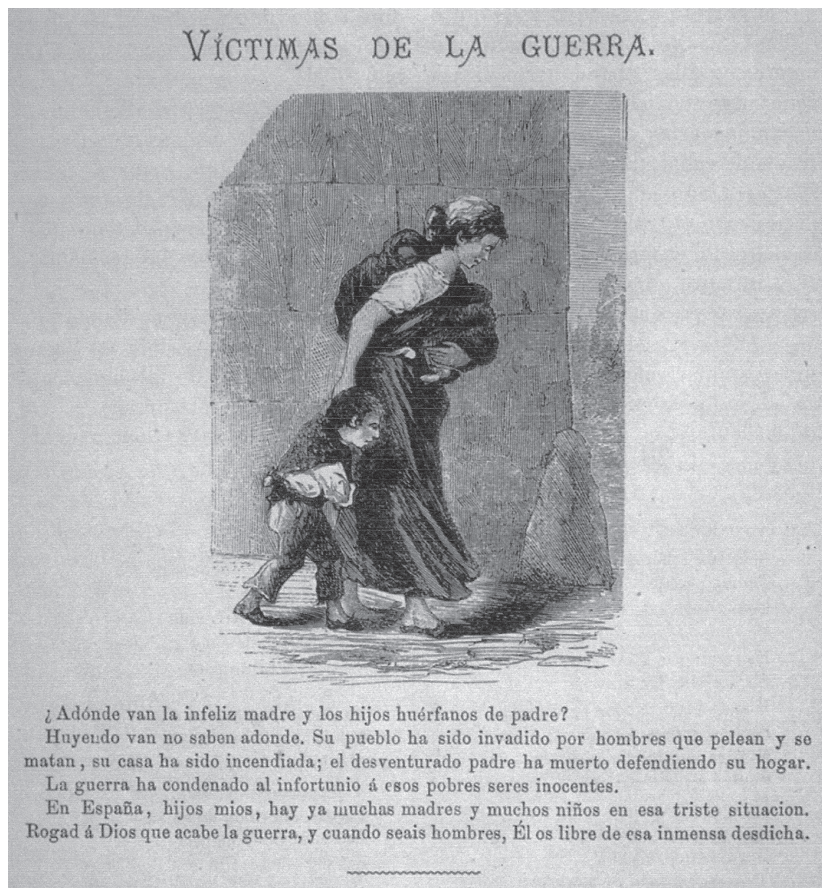 VÍCTIMAS DE LA GUERRA.
¿Adónde van la infeliz madre y los hijos huérfanos de padre?
Huyendo van no saben adonde. Su pueblo ha sido invadido por hombres que pelean y se
matan, su casa ha sido incendiada; el desventurado padre ha muerto defendiendo su hogar.
La guerra ha condenado al infortunio á esos pobres seres inocentes.
En España, hijos mios, hay ya muchas madres y muchos niños en esa triste situacion.
Rogad á Dios que acabe la guerra, y cuando seais hombres, Él os libre de esa inmensa desdicha.